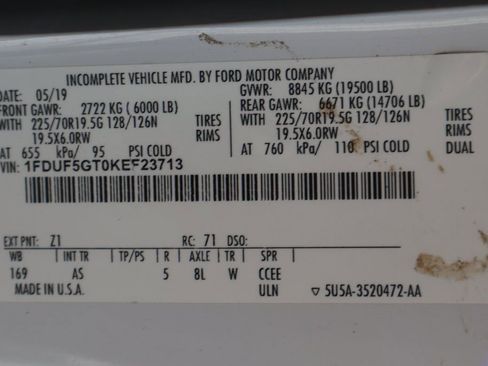 INCOMPLETE VEHICLE MFD. BY FORD MOTOR COMPANY
DATE: 05/19 GVWR: 8845 KG (19500 LB)
FRONT GAWR: 2722 KG (6000 LB) REAR GAWR: 6671 KG (14706 LB)
WITH 225/70R19.5G 128/126N TIRES WITH 225/70R19.5G 128/126N TIRES
19.5X6.0RW RIMS 19.5X6.0RW RIMS
AT 655 kPa/ 95 PSI COLD AT 760 kPa/ 110 PSI COLD DUAL
VIN: 1FDUF5GT0KEF23713
EXT PNT: Z1 RC: 71 DSO:
WB INT TR TP/PS R AXLE TR SPR
169 AS 5 8L W CCEE
MADE IN U.S.A. ULN ▽ 5U5A-3520472-AA